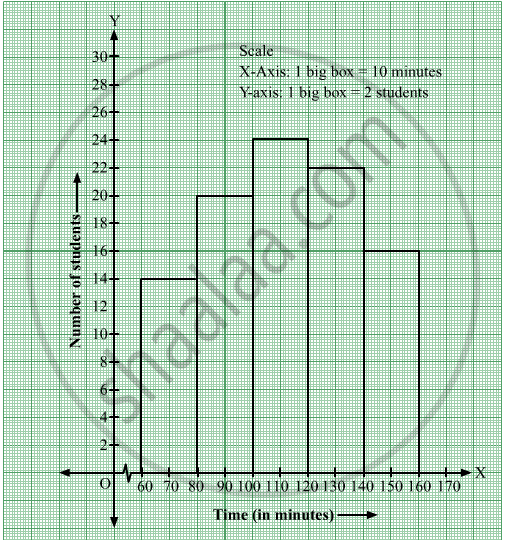 Y
30
28
26
24
22
20
18
16
14
12
10
8
6
4
2
O
Scale
X-Axis: 1 big box = 10 minutes
Y-axis: 1 big box = 2 students
shaalaa.com
Number of students
60 70 80 90 100 110 120 130 140 150 160 170
X
Time (in minutes)